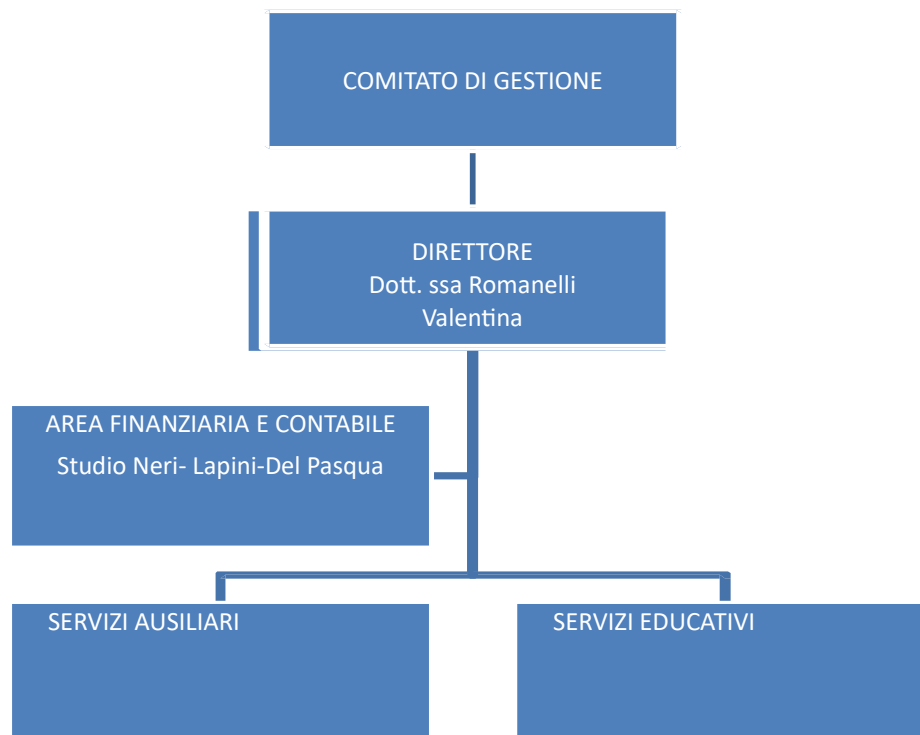 COMITATO DI GESTIONE
DIRETTORE
Dott. ssa Romanelli
Valentina
AREA FINANZIARIA E CONTABILE
Studio Neri- Lapini-Del Pasqua
SERVIZI AUSILIARI
SERVIZI EDUCATIVI